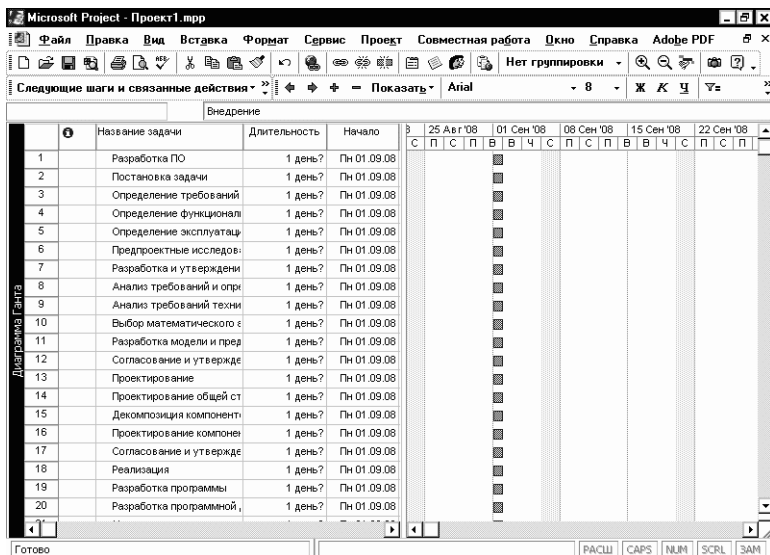 Microsoft Project - Проект1.mpp
Файл Правка Вид Вставка Формат Сервис Проект Совместная работа Окно Справка Adobe PDF
Нет группировки
Следующие шаги и связанные действия Показать Arial 8 Ж К Ч
Внедрение
Название задачи Длительность Начало 25 Авг '08 01 Сен '08 08 Сен '08 15 Сен '08 22 Сен '08
С П С П В В Ч С П С П В В Ч С П С П
1 Разработка ПО 1 день? Пн 01.09.08
2 Постановка задачи 1 день? Пн 01.09.08
3 Определение требований 1 день? Пн 01.09.08
4 Определение функционал 1 день? Пн 01.09.08
5 Определение эксплуатац 1 день? Пн 01.09.08
6 Предпроектные исследов 1 день? Пн 01.09.08
7 Разработка и утверждени 1 день? Пн 01.09.08
8 Анализ требований и опре 1 день? Пн 01.09.08
9 Анализ требований техни 1 день? Пн 01.09.08
10 Выбор математического а 1 день? Пн 01.09.08
11 Разработка модели и пред 1 день? Пн 01.09.08
12 Согласование и утвержде 1 день? Пн 01.09.08
13 Проектирование 1 день? Пн 01.09.08
14 Проектирование общей ст 1 день? Пн 01.09.08
15 Декомпозиция компоненто 1 день? Пн 01.09.08
16 Проектирование компонен 1 день? Пн 01.09.08
17 Согласование и утвержде 1 день? Пн 01.09.08
18 Реализация 1 день? Пн 01.09.08
19 Разработка программы 1 день? Пн 01.09.08
20 Разработка программной 1 день? Пн 01.09.08
Диаграмма Ганта
Готово РАСШ CAPS NUM SCRL ЗАМ